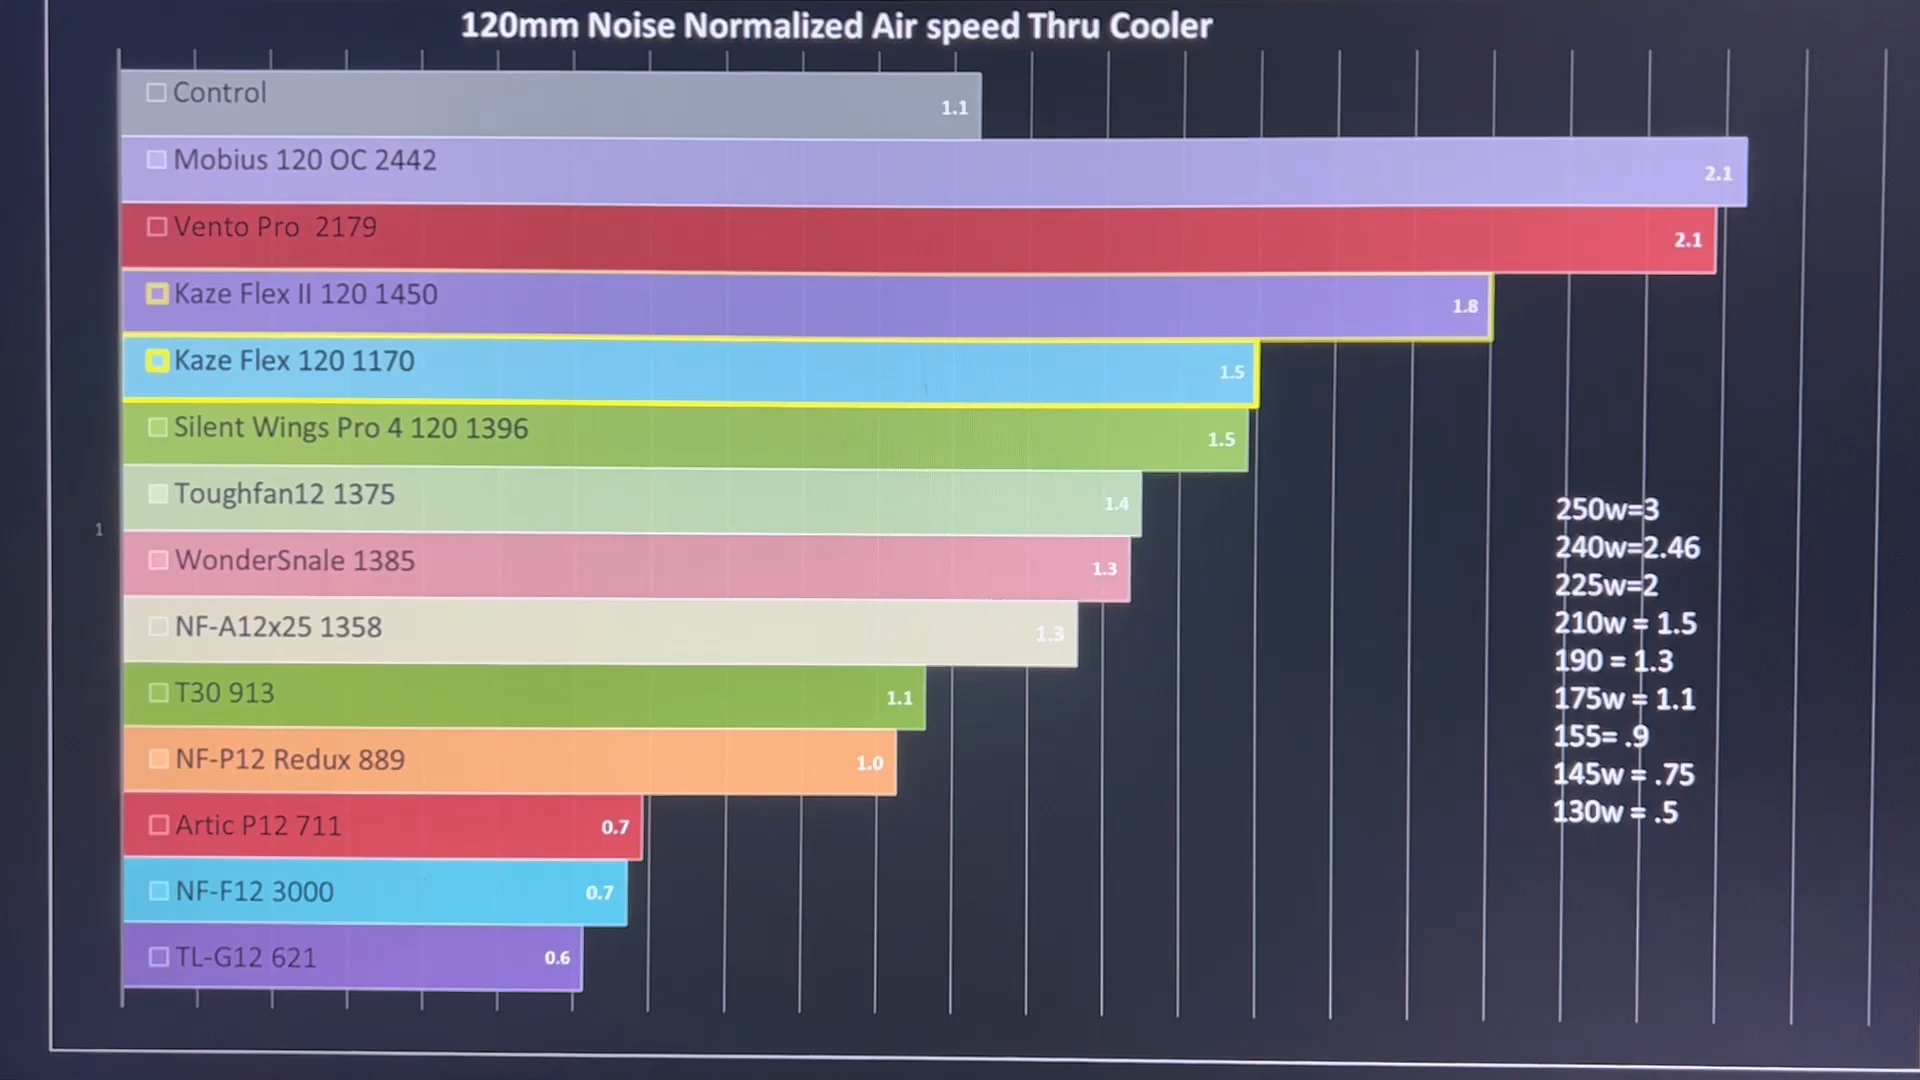 120mm Noise Normalized Air speed Thru Cooler
Control
1.1
Mobius 120 OC 2442
2.1
Vento Pro 2179
2.1
Kaze Flex II 120 1450
1.8
Kaze Flex 120 1170
1.5
Silent Wings Pro 4 120 1396
1.5
Toughfan12 1375
1.4
WonderSnale 1385
1.3
NF-A12x25 1358
1.3
T30 913
1.1
NF-P12 Redux 889
1.0
Artic P12 711
0.7
NF-F12 3000
0.7
TL-G12 621
0.6
1
250w=3
240w=2.46
225w=2
210w = 1.5
190 = 1.3
175w = 1.1
155= .9
145w = .75
130w = .5